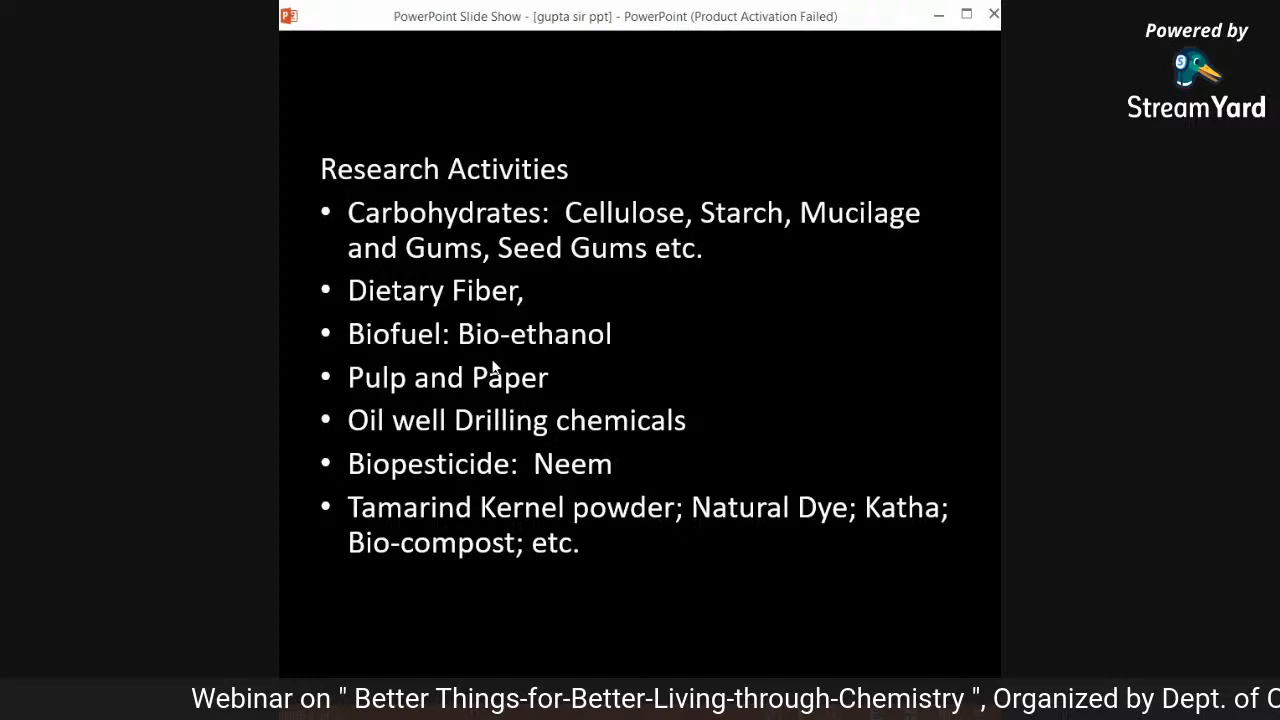 PowerPoint Slide Show - [gupta sir ppt] - PowerPoint (Product Activation Failed)
Powered by
StreamYard
Research Activities
• Carbohydrates: Cellulose, Starch, Mucilage
and Gums, Seed Gums etc.
• Dietary Fiber,
• Biofuel: Bio-ethanol
• Pulp and Paper
• Oil well Drilling chemicals
• Biopesticide: Neem
• Tamarind Kernel powder; Natural Dye; Katha;
Bio-compost; etc.
Webinar on " Better Things-for-Better-Living-through-Chemistry ", Organized by Dept. of